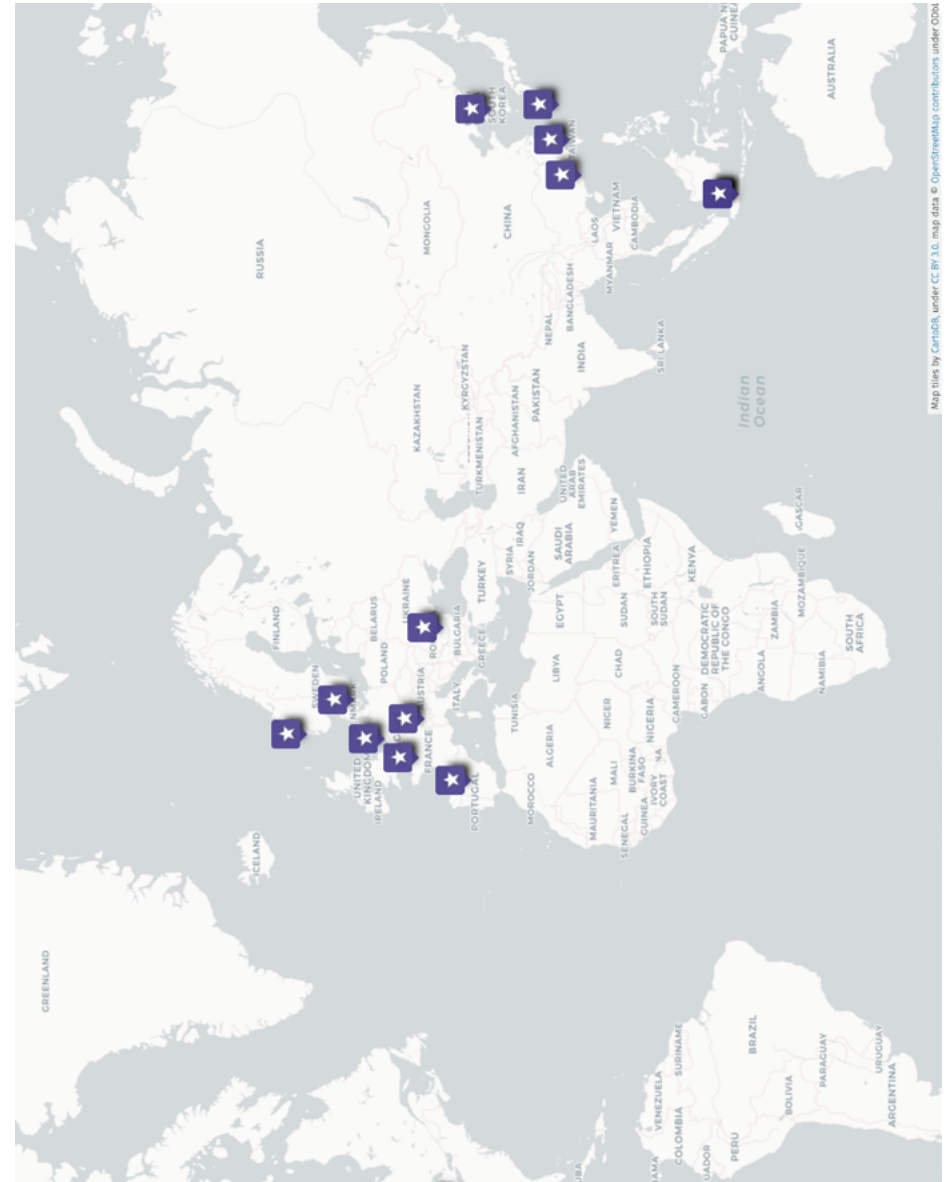 GREENLAND
ICELAND
RUSSIA
FINLAND
SWEDEN
UNITED
KINGDOM
IRELAND
BELARUS
POLAND
UKRAINE
AUSTRIA
FRANCE
KAZAKHSTAN
MONGOLIA
ITALY
BULGARIA
PORTUGAL
GREECE
TURKEY
KYRGYZSTAN
TURKMENISTAN
SOUTH
KOREA
TUNISIA
SYRIA
IRAQ
IRAN
AFGHANISTAN
CHINA
MOROCCO
JORDAN
PAKISTAN
ALGERIA
LIBYA
EGYPT
SAUDI
ARABIA
UNITED
ARAB
EMIRATES
NEPAL
BANGLADESH
INDIA
MAURITANIA
MALI
NIGER
CHAD
SUDAN
ERITREA
YEMEN
MYANMAR
LAOS
VIETNAM
CAMBODIA
SENEGAL
GUINEA
BURKINA
FASO
IVORY
COAST
NIGERIA
CAMEROON
SOUTH
SUDAN
ETHIOPIA
SRI LANKA
VENEZUELA
COLOMBIA
SURINAME
GABON
DEMOCRATIC
REPUBLIC OF
THE CONGO
KENYA
PERU
BRAZIL
Indian
Ocean
PAPUA N
GUINEA
BOLIVIA
ANGOLA
ZAMBIA
MOZAMBIQUE
GASCAR
PARAGUAY
NAMIBIA
SOUTH
AFRICA
AUSTRALIA
URUGUAY
ARGENTINA
Map tiles by CartoDB, under CC BY 3.0. map data © OpenStreetMap contributors under ODbL